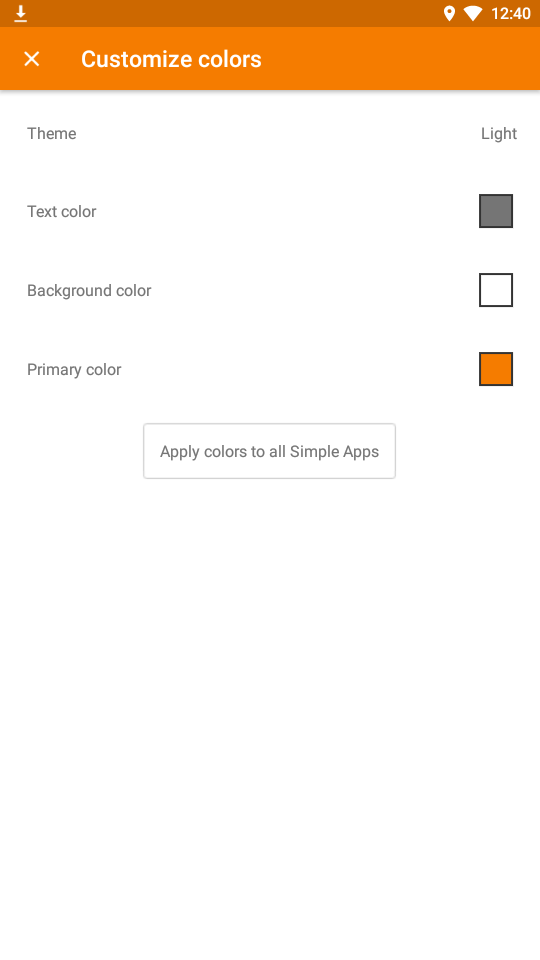 12:40
Customize colors
Theme Light
Text color
Background color
Primary color
Apply colors to all Simple Apps